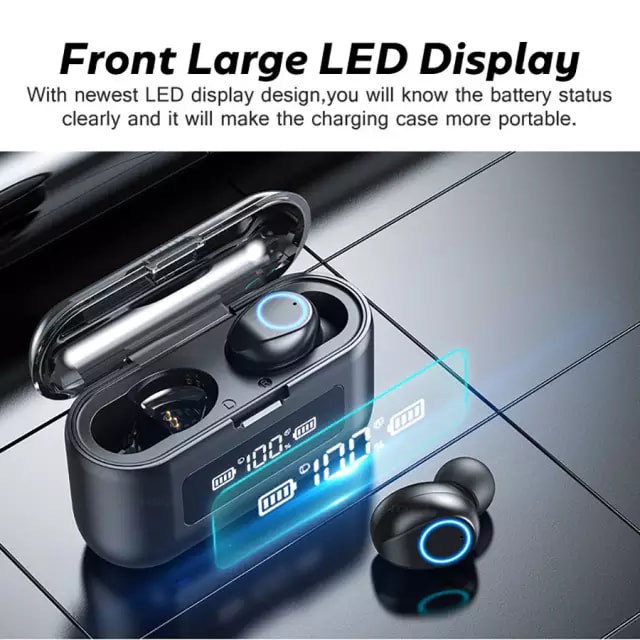 Front Large LED Display
With newest LED display design,you will know the battery status
clearly and it will make the charging case more portable.
100%
100%